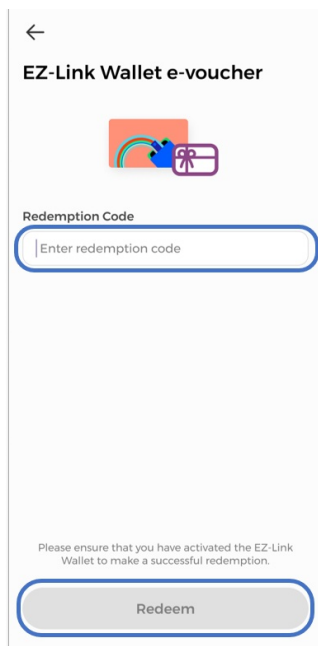 EZ-Link Wallet e-voucher
Redemption Code
Enter redemption code
Please ensure that you have activated the EZ-Link
Wallet to make a successful redemption.
Redeem